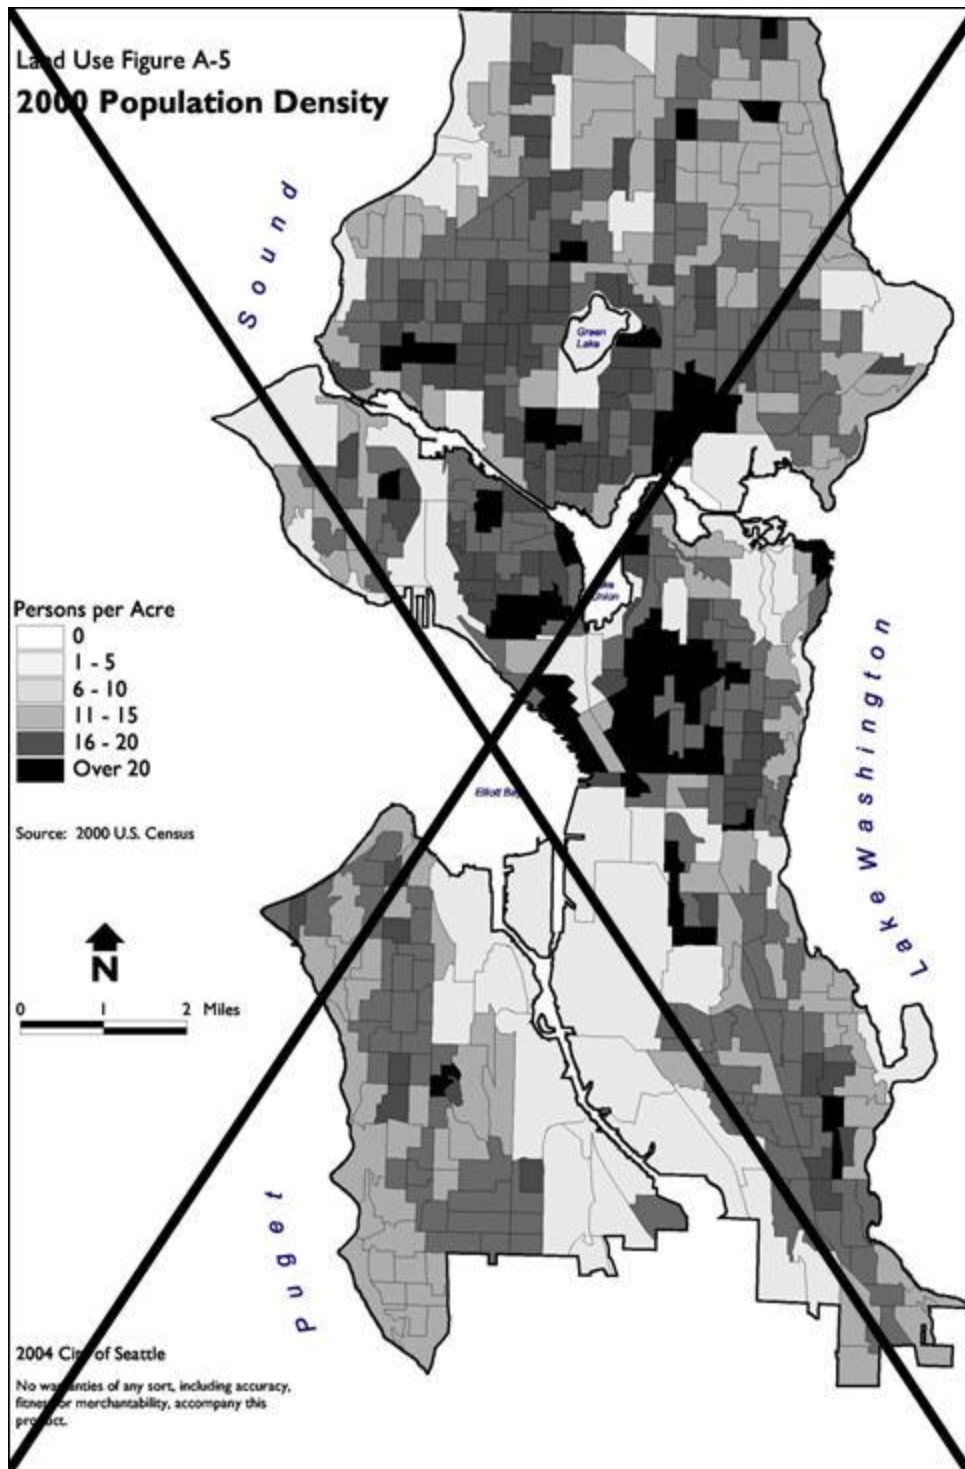 Land Use Figure A-5
2000 Population Density
Sound
Green
Lake
Lake
Union
Persons per Acre
0
1 - 5
6 - 10
11 - 15
16 - 20
Over 20
Elliott Bay
Lake Washington
Source: 2000 U.S. Census
N
0 1 2 Miles
Puget
2004 City of Seattle
No warranties of any sort, including accuracy,
fitness or merchantability, accompany this
product.